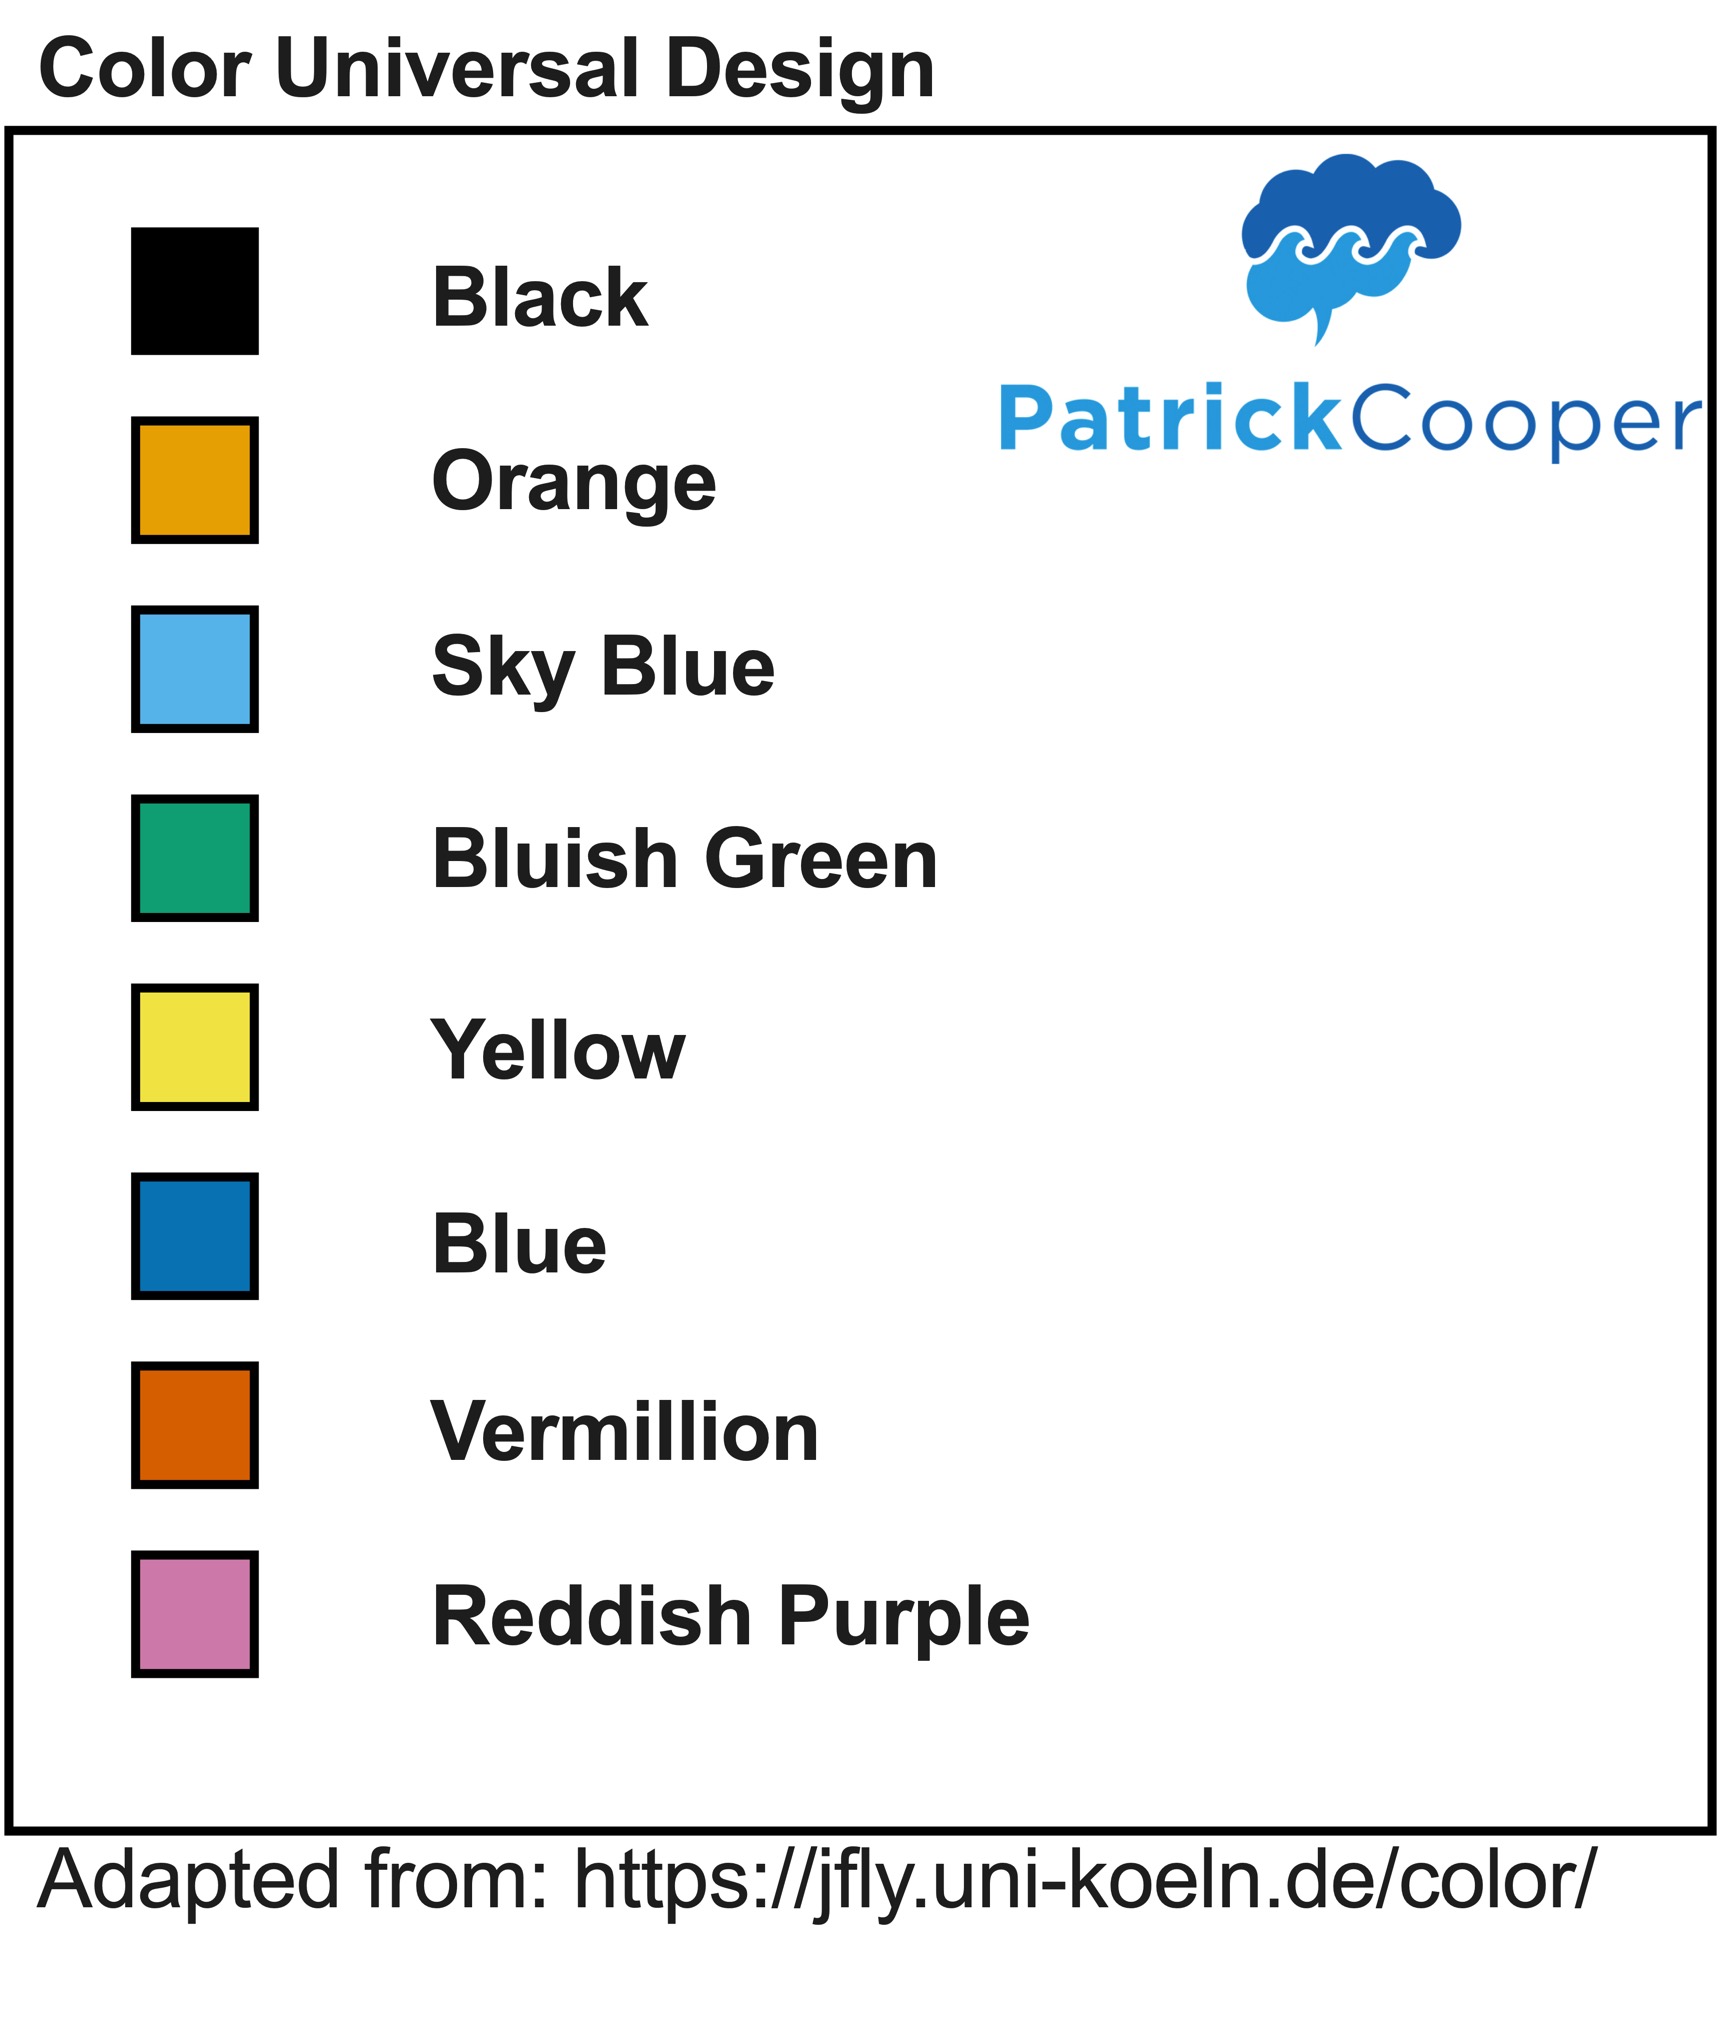 Color Universal Design
PatrickCooper
Black
Orange
Sky Blue
Bluish Green
Yellow
Blue
Vermillion
Reddish Purple
Adapted from: https://jfly.uni-koeln.de/color/